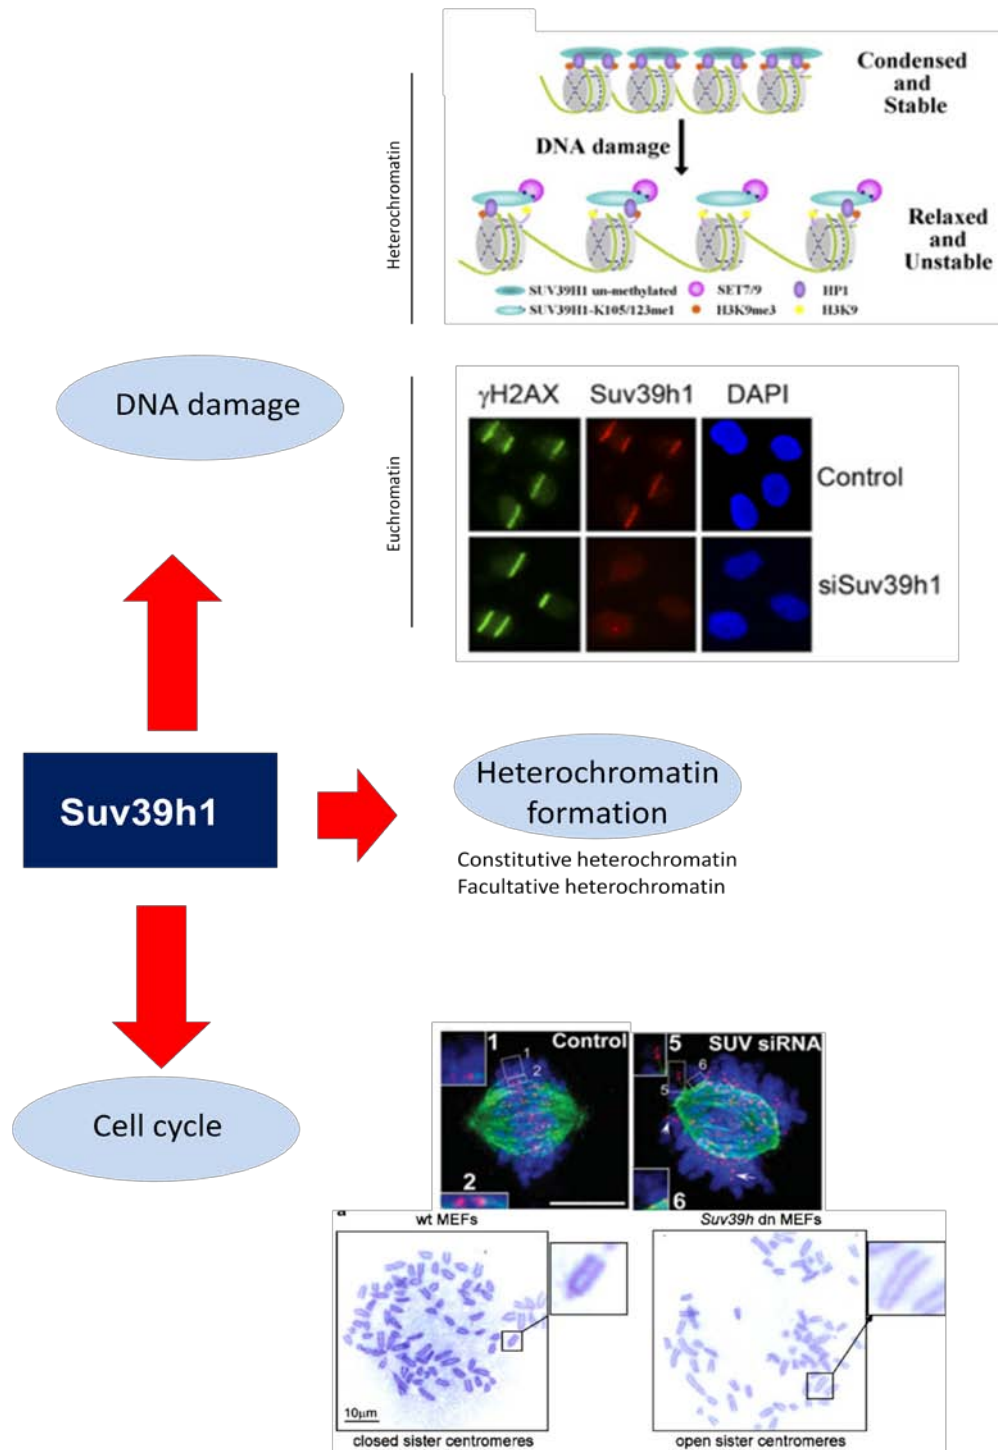 Condensed
and
Stable
DNA damage
Relaxed
and
Unstable
SUV39H1 un-methylated
SET7/9
HP1
SUV39H1-K105/123me1
H3K9me3
H3K9
Heterochromatin
DNA damage
Euchromatin
γH2AX
Suv39h1
DAPI
Control
siSuv39h1
Suv39h1
Heterochromatin
formation
Constitutive heterochromatin
Facultative heterochromatin
Cell cycle
1
Control
1
2
2
5
SUV siRNA
6
5
6
a
wt MEFs
Suv39h dn MEFs
10μm
closed sister centromeres
open sister centromeres